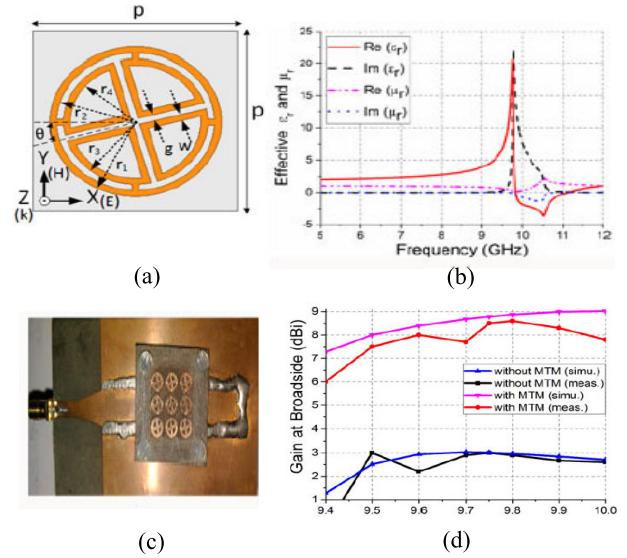 p
p
r₄
r₂
θ
r₃
r₁
g
w
Y
(H)
Z
(k)
X(E)
(a)
25
20
15
10
5
0
-5
Effective εᵣ and μᵣ
Re (εᵣ)
Im (εᵣ)
Re (μᵣ)
Im (μᵣ)
5 6 7 8 9 10 11 12
Frequency (GHz)
(b)
(c)
9
8
7
6
5
4
3
2
1
Gain at Broadside (dBi)
without MTM (simu.)
without MTM (meas.)
with MTM (simu.)
with MTM (meas.)
9.4 9.5 9.6 9.7 9.8 9.9 10.0
(d)